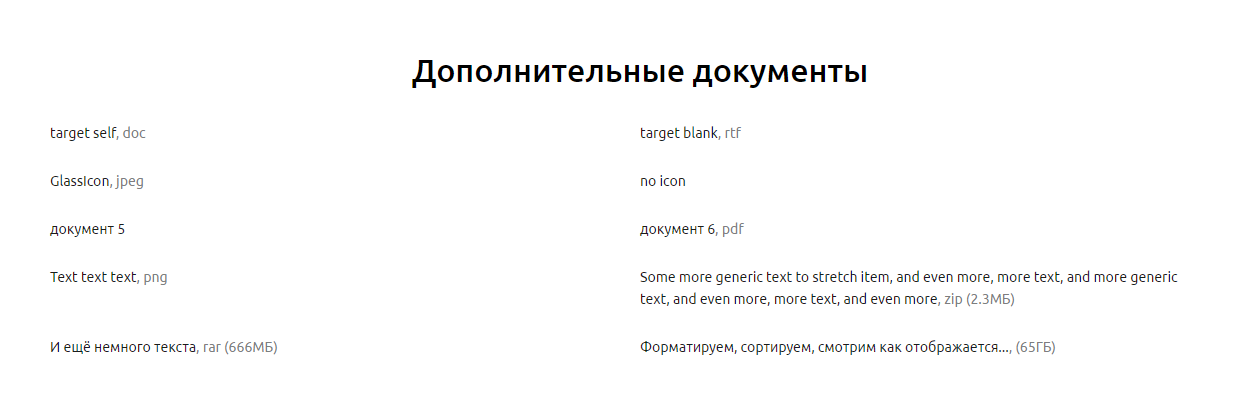 Дополнительные документы
target self, doc
target blank, rtf
GlassIcon, jpeg
no icon
документ 5
документ 6, pdf
Text text text, png
Some more generic text to stretch item, and even more, more text, and more generic
text, and even more, more text, and even more, zip (2.3МБ)
И ещё немного текста, rar (666МБ)
Форматируем, сортируем, смотрим как отображается..., (65ГБ)